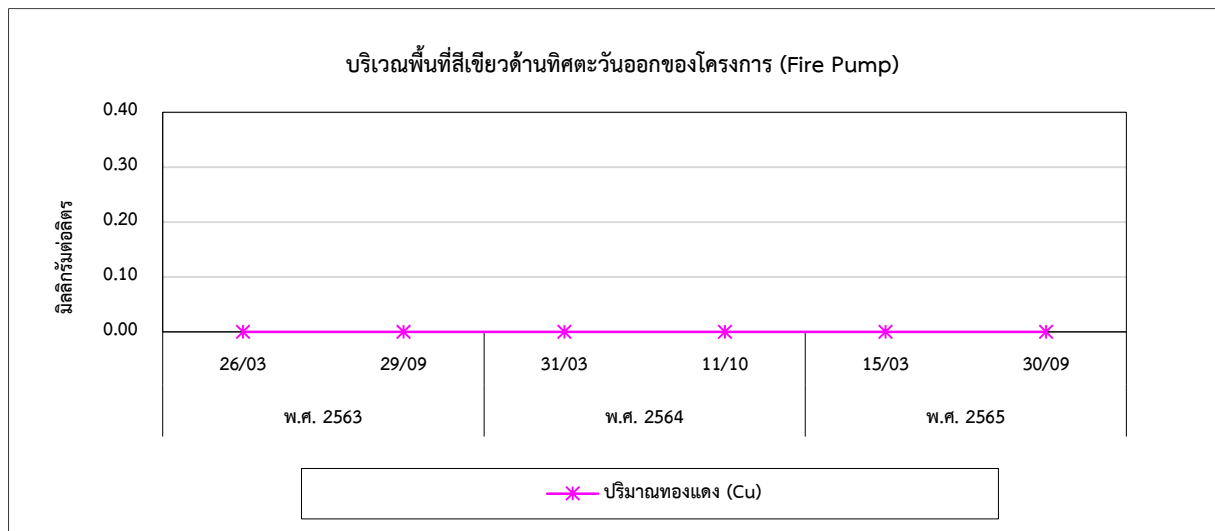 บริเวณพื้นที่สีเขียวด้านทิศตะวันออกของโครงการ (Fire Pump)
มิลลิกรัมต่อลิตร
0.40
0.30
0.20
0.10
0.00
26/03 29/09 31/03 11/10 15/03 30/09
พ.ศ. 2563 พ.ศ. 2564 พ.ศ. 2565
ปริมาณทองแดง (Cu)